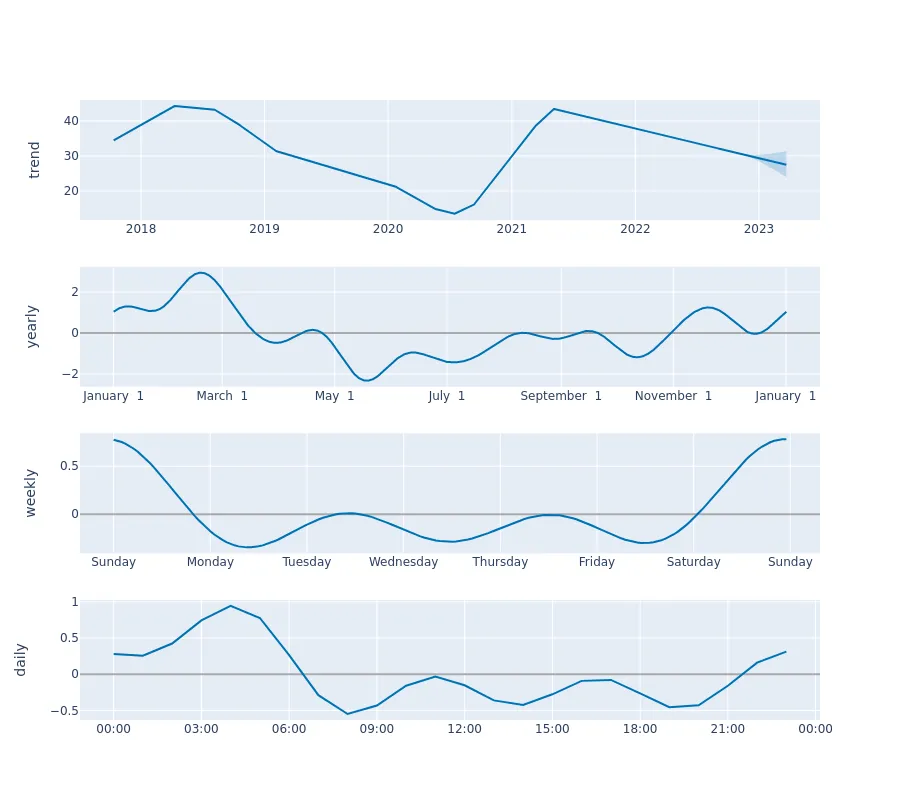 trend
40
30
20
2018 2019 2020 2021 2022 2023
yearly
2
0
−2
January 1 March 1 May 1 July 1 September 1 November 1 January 1
weekly
0.5
0
Sunday Monday Tuesday Wednesday Thursday Friday Saturday Sunday
daily
1
0.5
0
−0.5
00:00 03:00 06:00 09:00 12:00 15:00 18:00 21:00 00:00